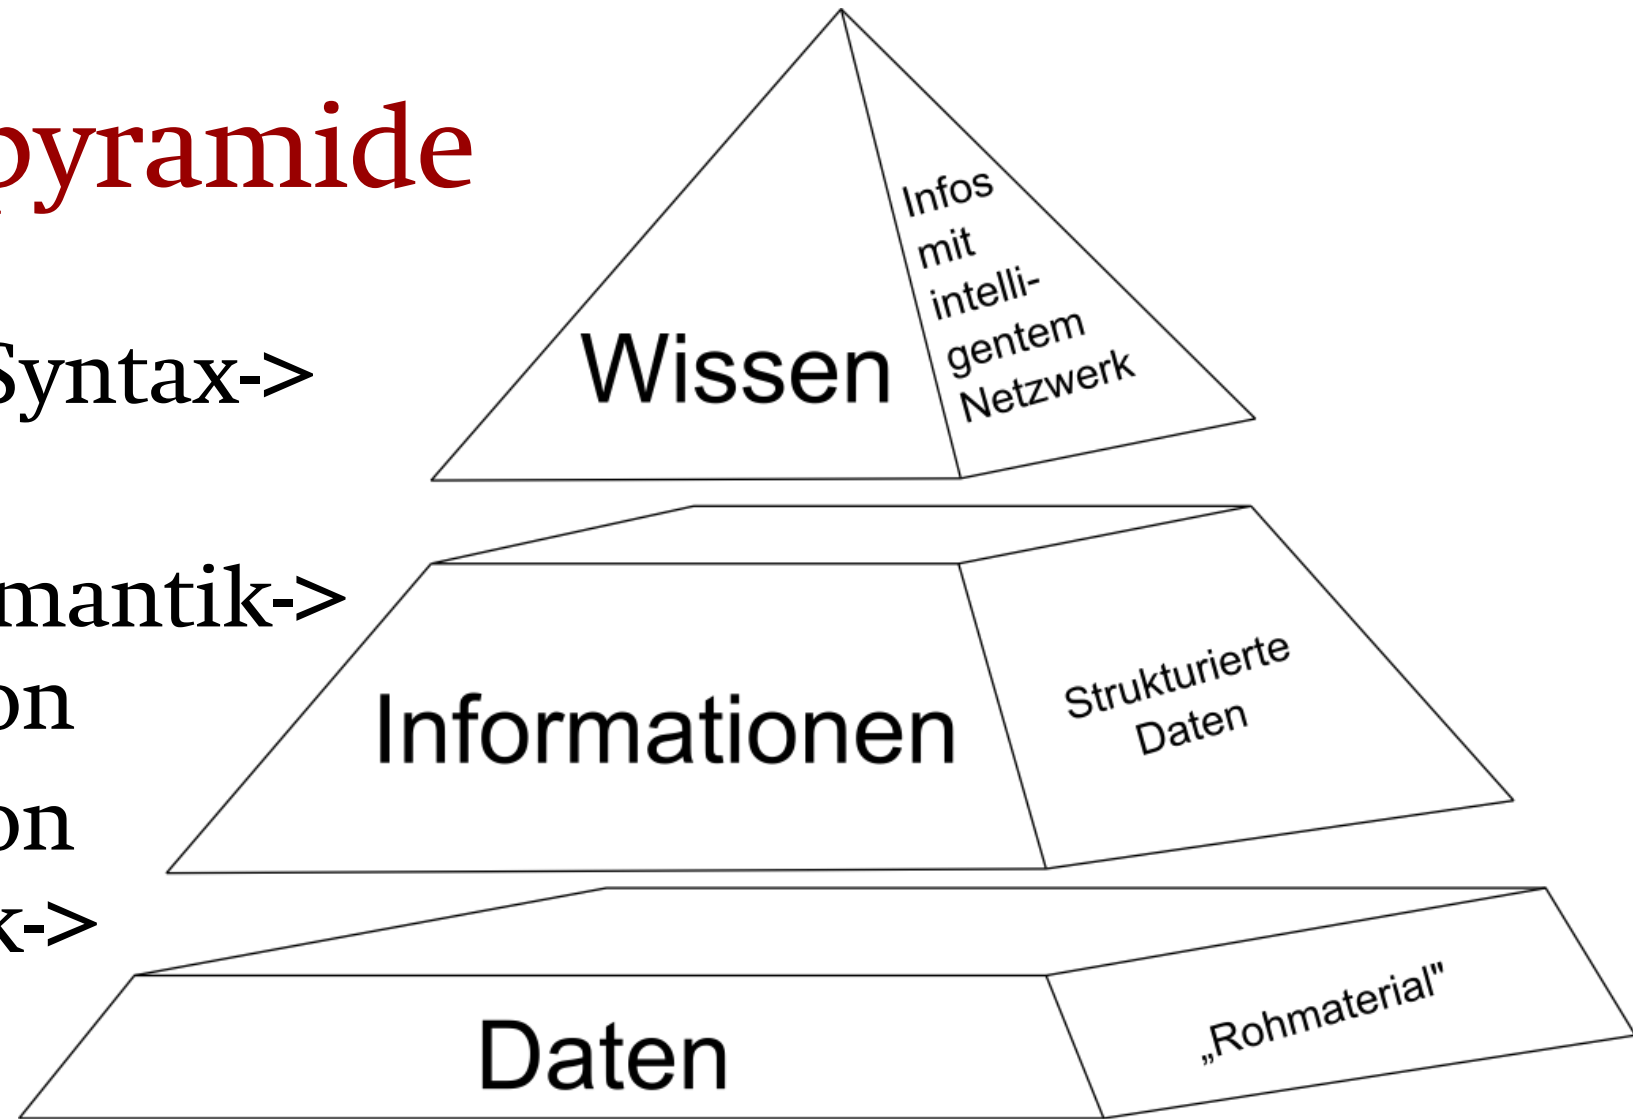 pyramide
Syntax->
mantik->
on
on
k->
Wissen
Infos
mit
intelli-
gentem
Netzwerk
Informationen
Strukturierte
Daten
Daten
„Rohmaterial"